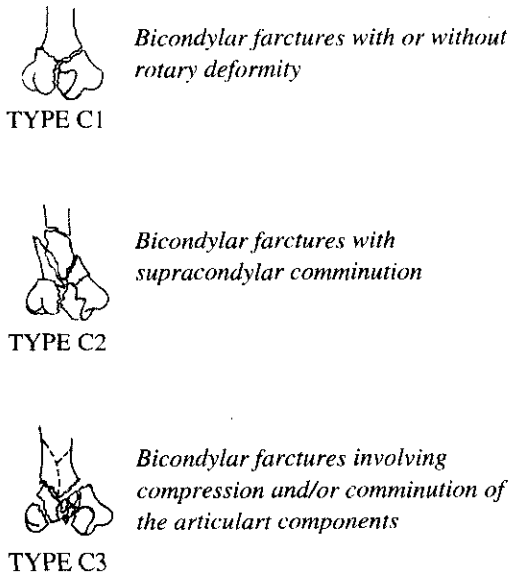 Bicondylar farctures with or without
rotary deformity
TYPE C1
Bicondylar farctures with
supracondylar comminution
TYPE C2
Bicondylar farctures involving
compression and/or comminution of
the articulart components
TYPE C3